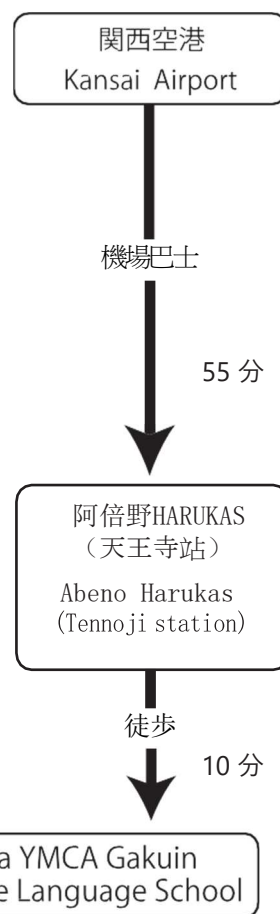 関西空港
Kansai Airport
機場巴士
55 分
阿倍野HARUKAS
（天王寺站）
Abeno Harukas
(Tennoji station)
徒步
10 分
a YMCA Gakuin
e Language School